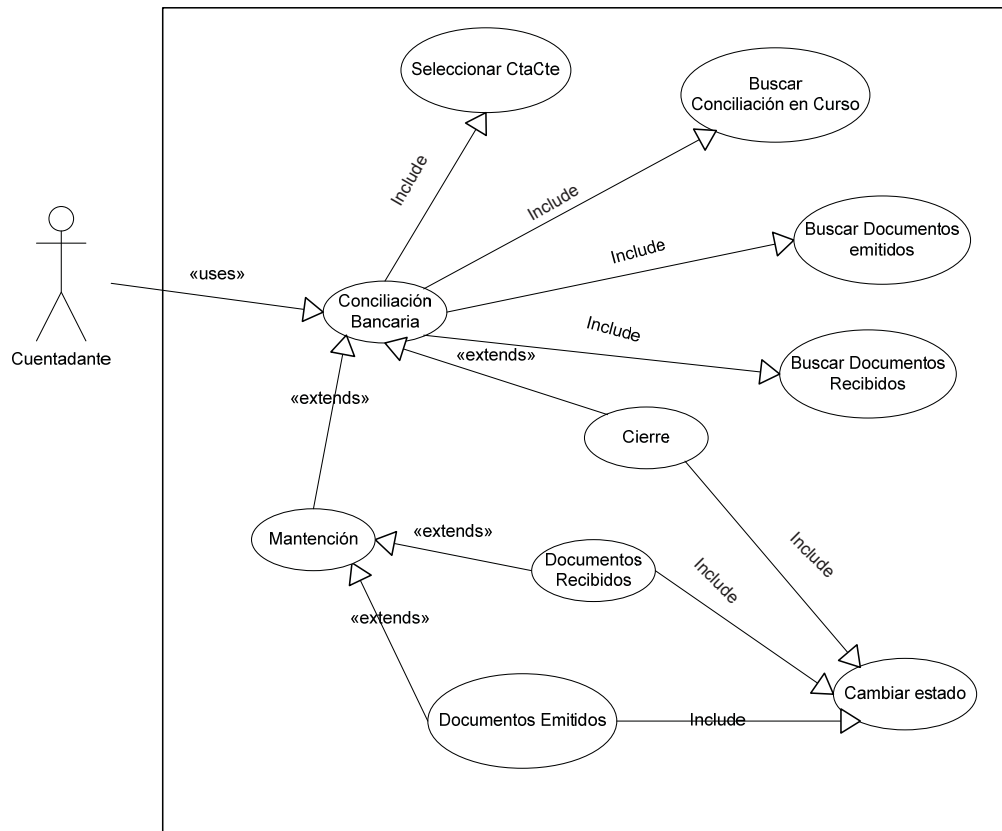 Seleccionar CtaCte
Buscar
Conciliación en Curso
Include
Include
Buscar Documentos
emitidos
Include
«uses»
Conciliación
Bancaria
Include
Cuentadante
«extends»
Buscar Documentos
Recibidos
«extends»
Cierre
Mantención
«extends»
Documentos
Recibidos
Include
Include
«extends»
Cambiar estado
Documentos Emitidos
Include